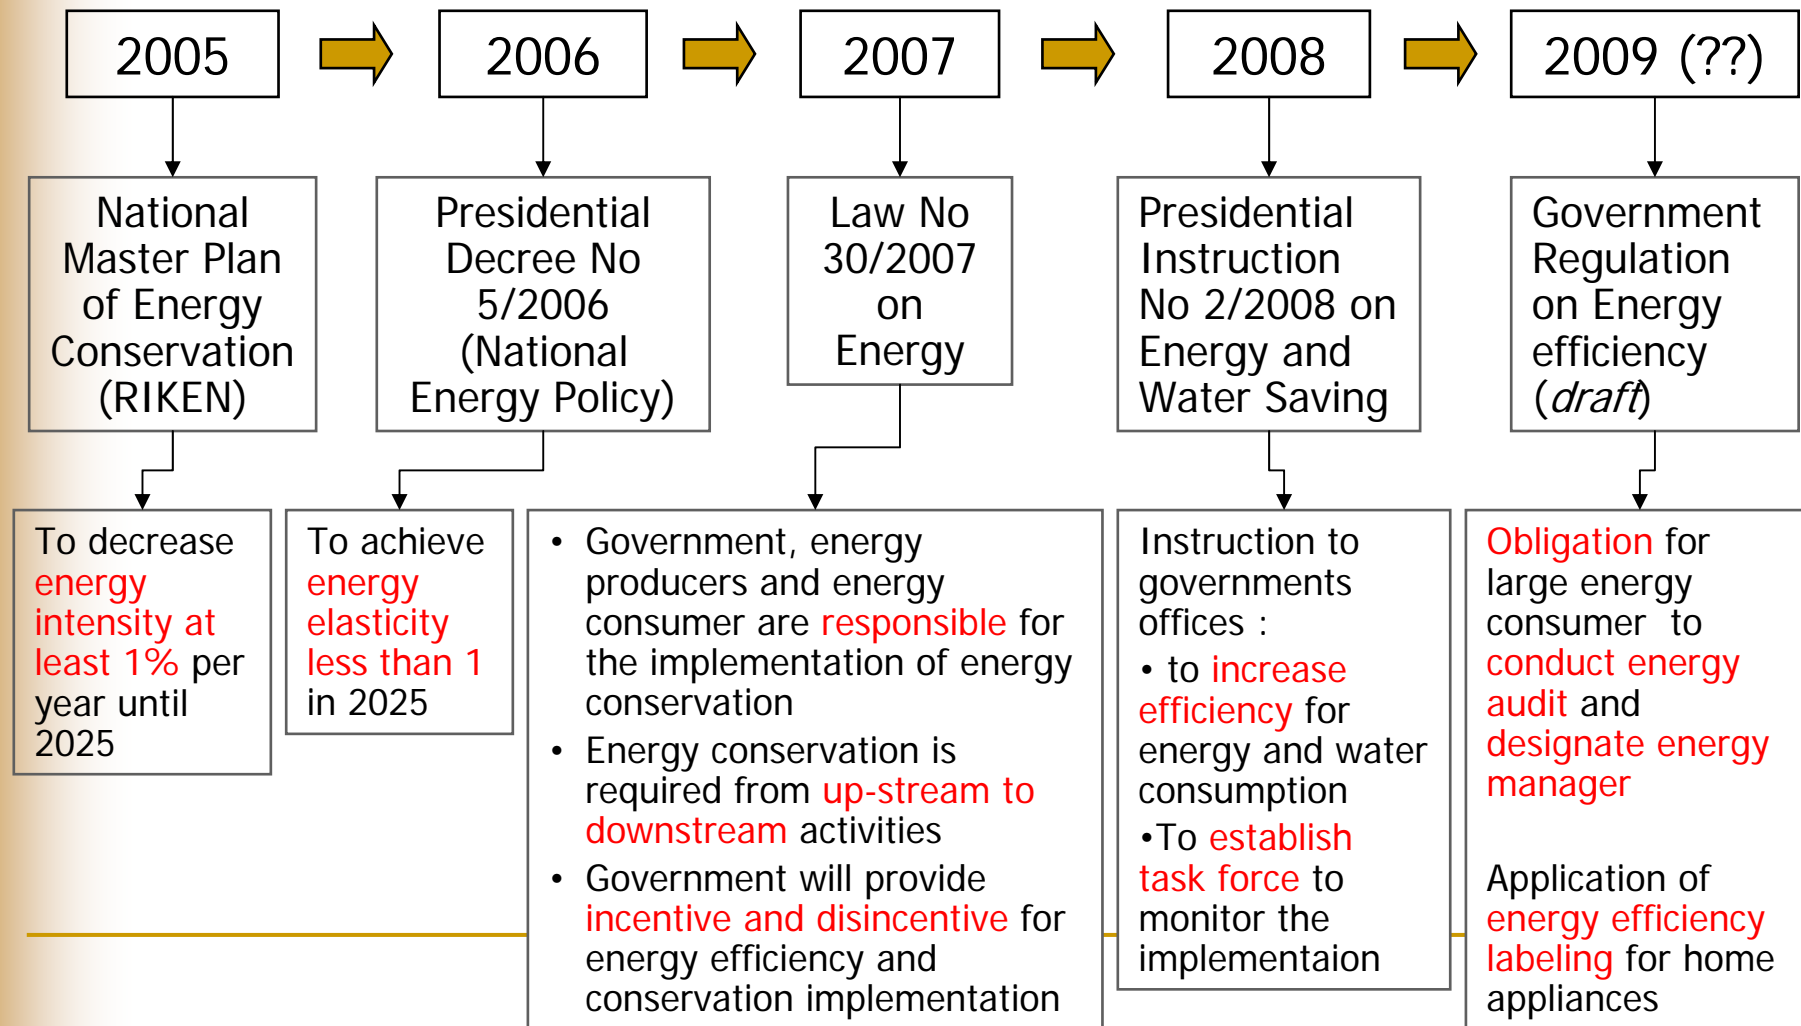 2005
2006
2007
2008
2009 (??)
National
Master Plan
of Energy
Conservation
(RIKEN)
Presidential
Decree No
5/2006
(National
Energy Policy)
Law No
30/2007
on
Energy
Presidential
Instruction
No 2/2008 on
Energy and
Water Saving
Government
Regulation
on Energy
efficiency
(draft)
To decrease
energy
intensity at
least 1% per
year until
2025
To achieve
energy
elasticity
less than 1
in 2025
• Government, energy
producers and energy
consumer are responsible for
the implementation of energy
conservation
• Energy conservation is
required from up-stream to
downstream activities
• Government will provide
incentive and disincentive for
energy efficiency and
conservation implementation
Instruction to
governments
offices :
• to increase
efficiency for
energy and water
consumption
•To establish
task force to
monitor the
implementaion
Obligation for
large energy
consumer to
conduct energy
audit and
designate energy
manager
Application of
energy efficiency
labeling for home
appliances